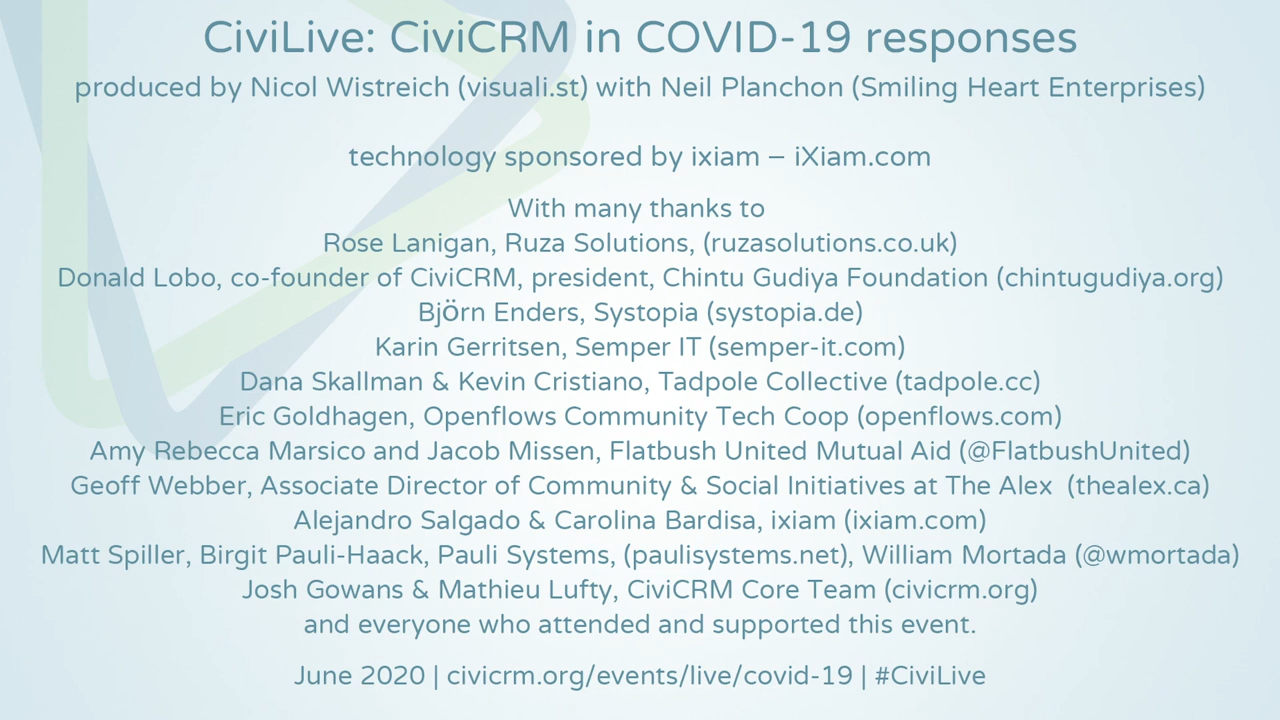 CiviLive: CiviCRM in COVID-19 responses
produced by Nicol Wistreich (visuali.st) with Neil Planchon (Smiling Heart Enterprises)
technology sponsored by ixiam – iXiam.com
With many thanks to
Rose Lanigan, Ruza Solutions, (ruzasolutions.co.uk)
Donald Lobo, co-founder of CiviCRM, president, Chintu Gudiya Foundation (chintugudiya.org)
Björn Enders, Systopia (systopia.de)
Karin Gerritsen, Semper IT (semper-it.com)
Dana Skallman & Kevin Cristiano, Tadpole Collective (tadpole.cc)
Eric Goldhagen, Openflows Community Tech Coop (openflows.com)
Amy Rebecca Marsico and Jacob Missen, Flatbush United Mutual Aid (@FlatbushUnited)
Geoff Webber, Associate Director of Community & Social Initiatives at The Alex (thealex.ca)
Alejandro Salgado & Carolina Bardisa, ixiam (ixiam.com)
Matt Spiller, Birgit Pauli-Haack, Pauli Systems, (paulisystems.net), William Mortada (@wmortada)
Josh Gowans & Mathieu Lufty, CiviCRM Core Team (civicrm.org)
and everyone who attended and supported this event.
June 2020 | civicrm.org/events/live/covid-19 | #CiviLive